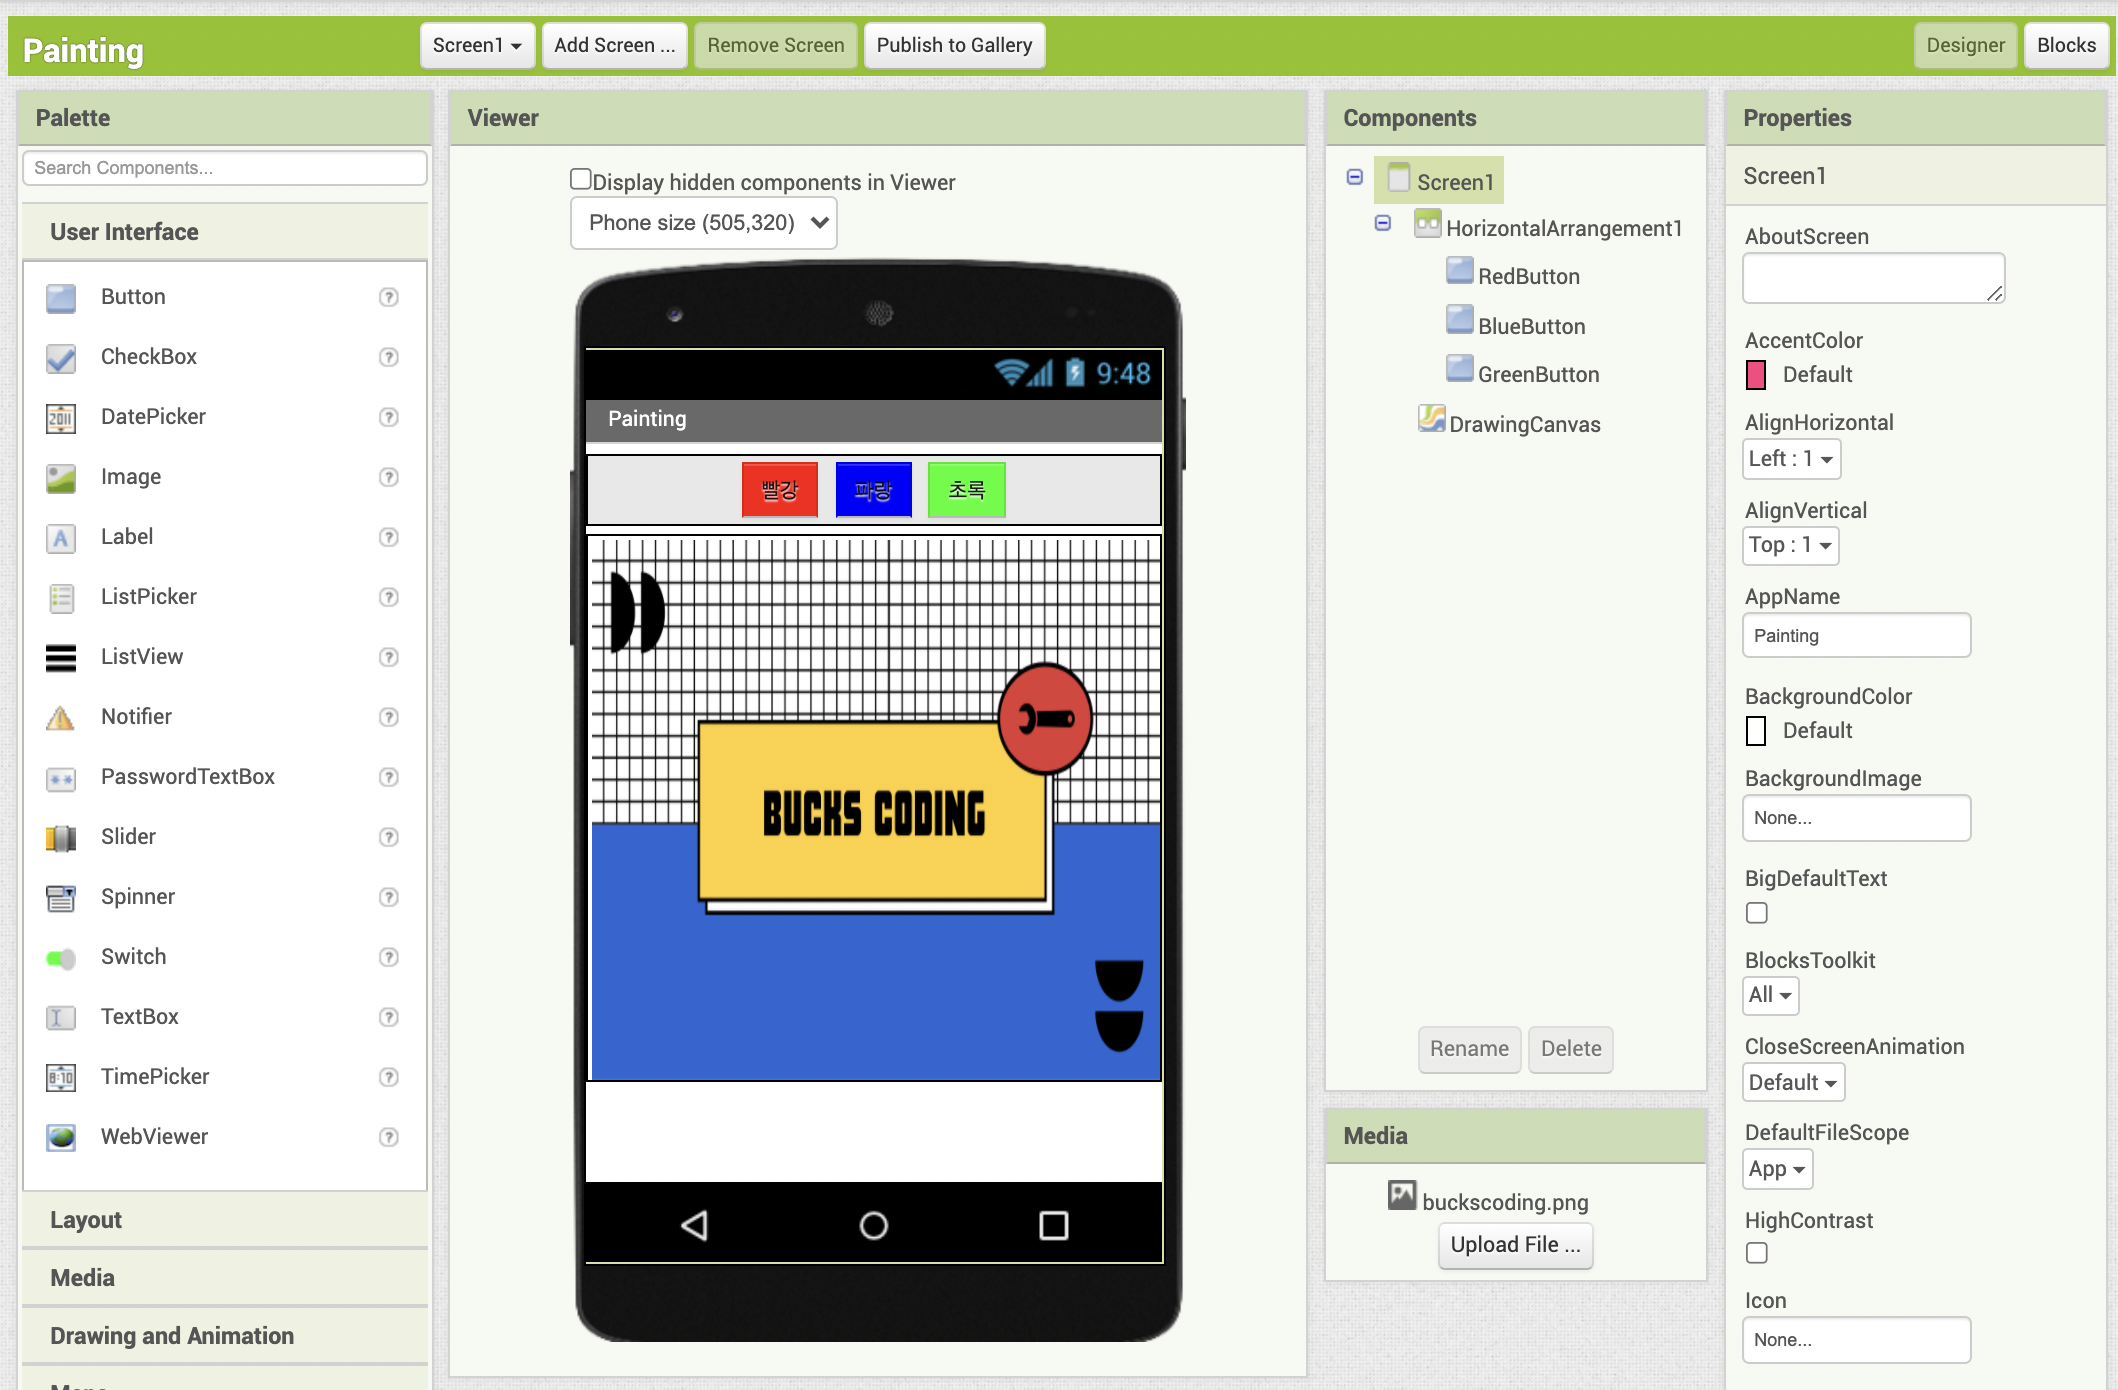 Painting
Screen1
Add Screen ...
Remove Screen
Publish to Gallery
Designer
Blocks
Palette
Search Components...
User Interface
Button
CheckBox
DatePicker
Image
Label
ListPicker
ListView
Notifier
PasswordTextBox
Slider
Spinner
Switch
TextBox
TimePicker
WebViewer
Layout
Media
Drawing and Animation
Viewer
Display hidden components in Viewer
Phone size (505,320)
9:48
Painting
빨강
파랑
초록
BUCKS CODING
Components
Screen1
HorizontalArrangement1
RedButton
BlueButton
GreenButton
DrawingCanvas
Rename
Delete
Media
buckscoding.png
Upload File ...
Properties
Screen1
AboutScreen
AccentColor
Default
AlignHorizontal
Left : 1
AlignVertical
Top : 1
AppName
Painting
BackgroundColor
Default
BackgroundImage
None...
BigDefaultText
BlocksToolkit
All
CloseScreenAnimation
Default
DefaultFileScope
App
HighContrast
Icon
None...